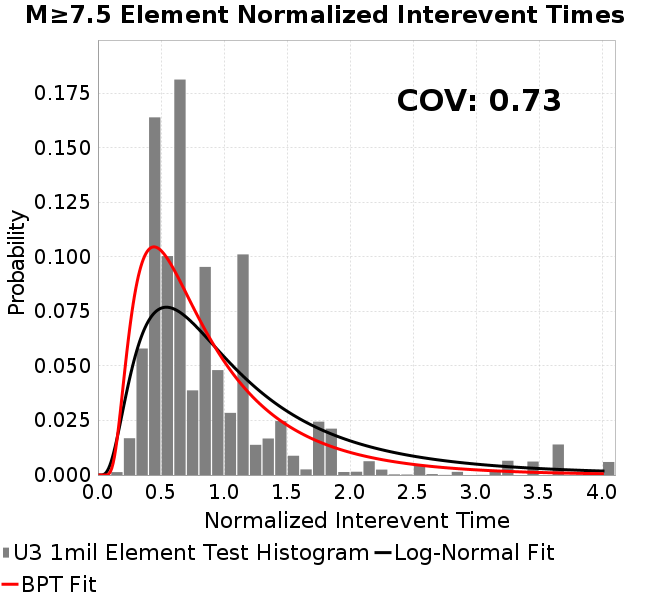 M≥7.5 Element Normalized Interevent Times
COV: 0.73
Probability
0.175
0.150
0.125
0.100
0.075
0.050
0.025
0.000
0.0 0.5 1.0 1.5 2.0 2.5 3.0 3.5 4.0
Normalized Interevent Time
U3 1mil Element Test Histogram Log-Normal Fit
BPT Fit